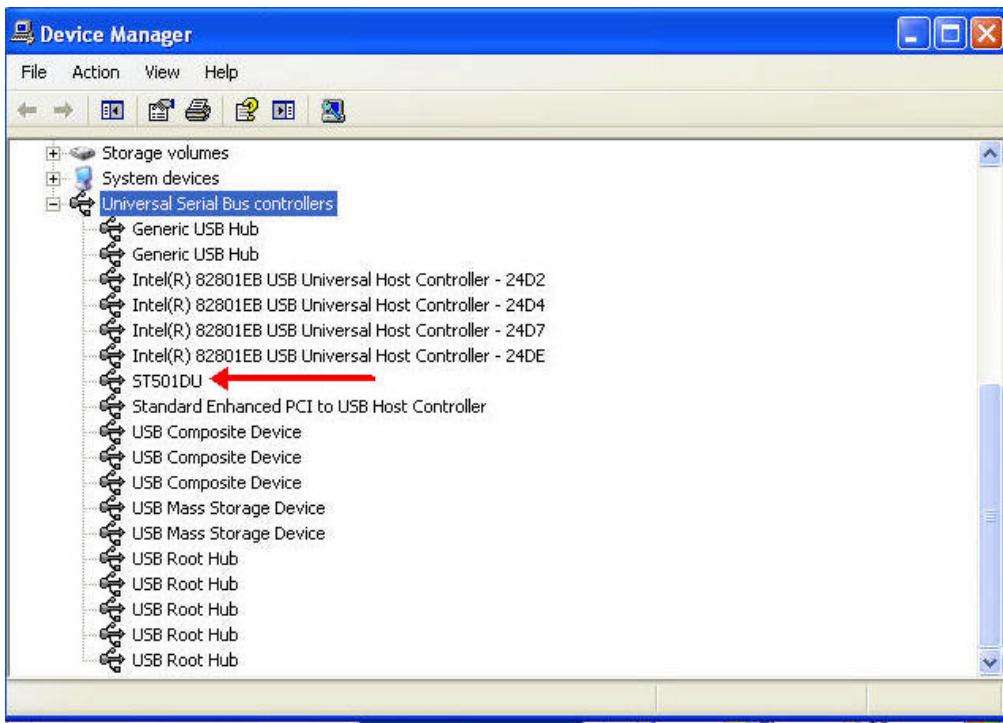 Device Manager
File Action View Help
Storage volumes
System devices
Universal Serial Bus controllers
Generic USB Hub
Generic USB Hub
Intel(R) 82801EB USB Universal Host Controller - 24D2
Intel(R) 82801EB USB Universal Host Controller - 24D4
Intel(R) 82801EB USB Universal Host Controller - 24D7
Intel(R) 82801EB USB Universal Host Controller - 24DE
ST501DU
Standard Enhanced PCI to USB Host Controller
USB Composite Device
USB Composite Device
USB Composite Device
USB Mass Storage Device
USB Mass Storage Device
USB Root Hub
USB Root Hub
USB Root Hub
USB Root Hub
USB Root Hub